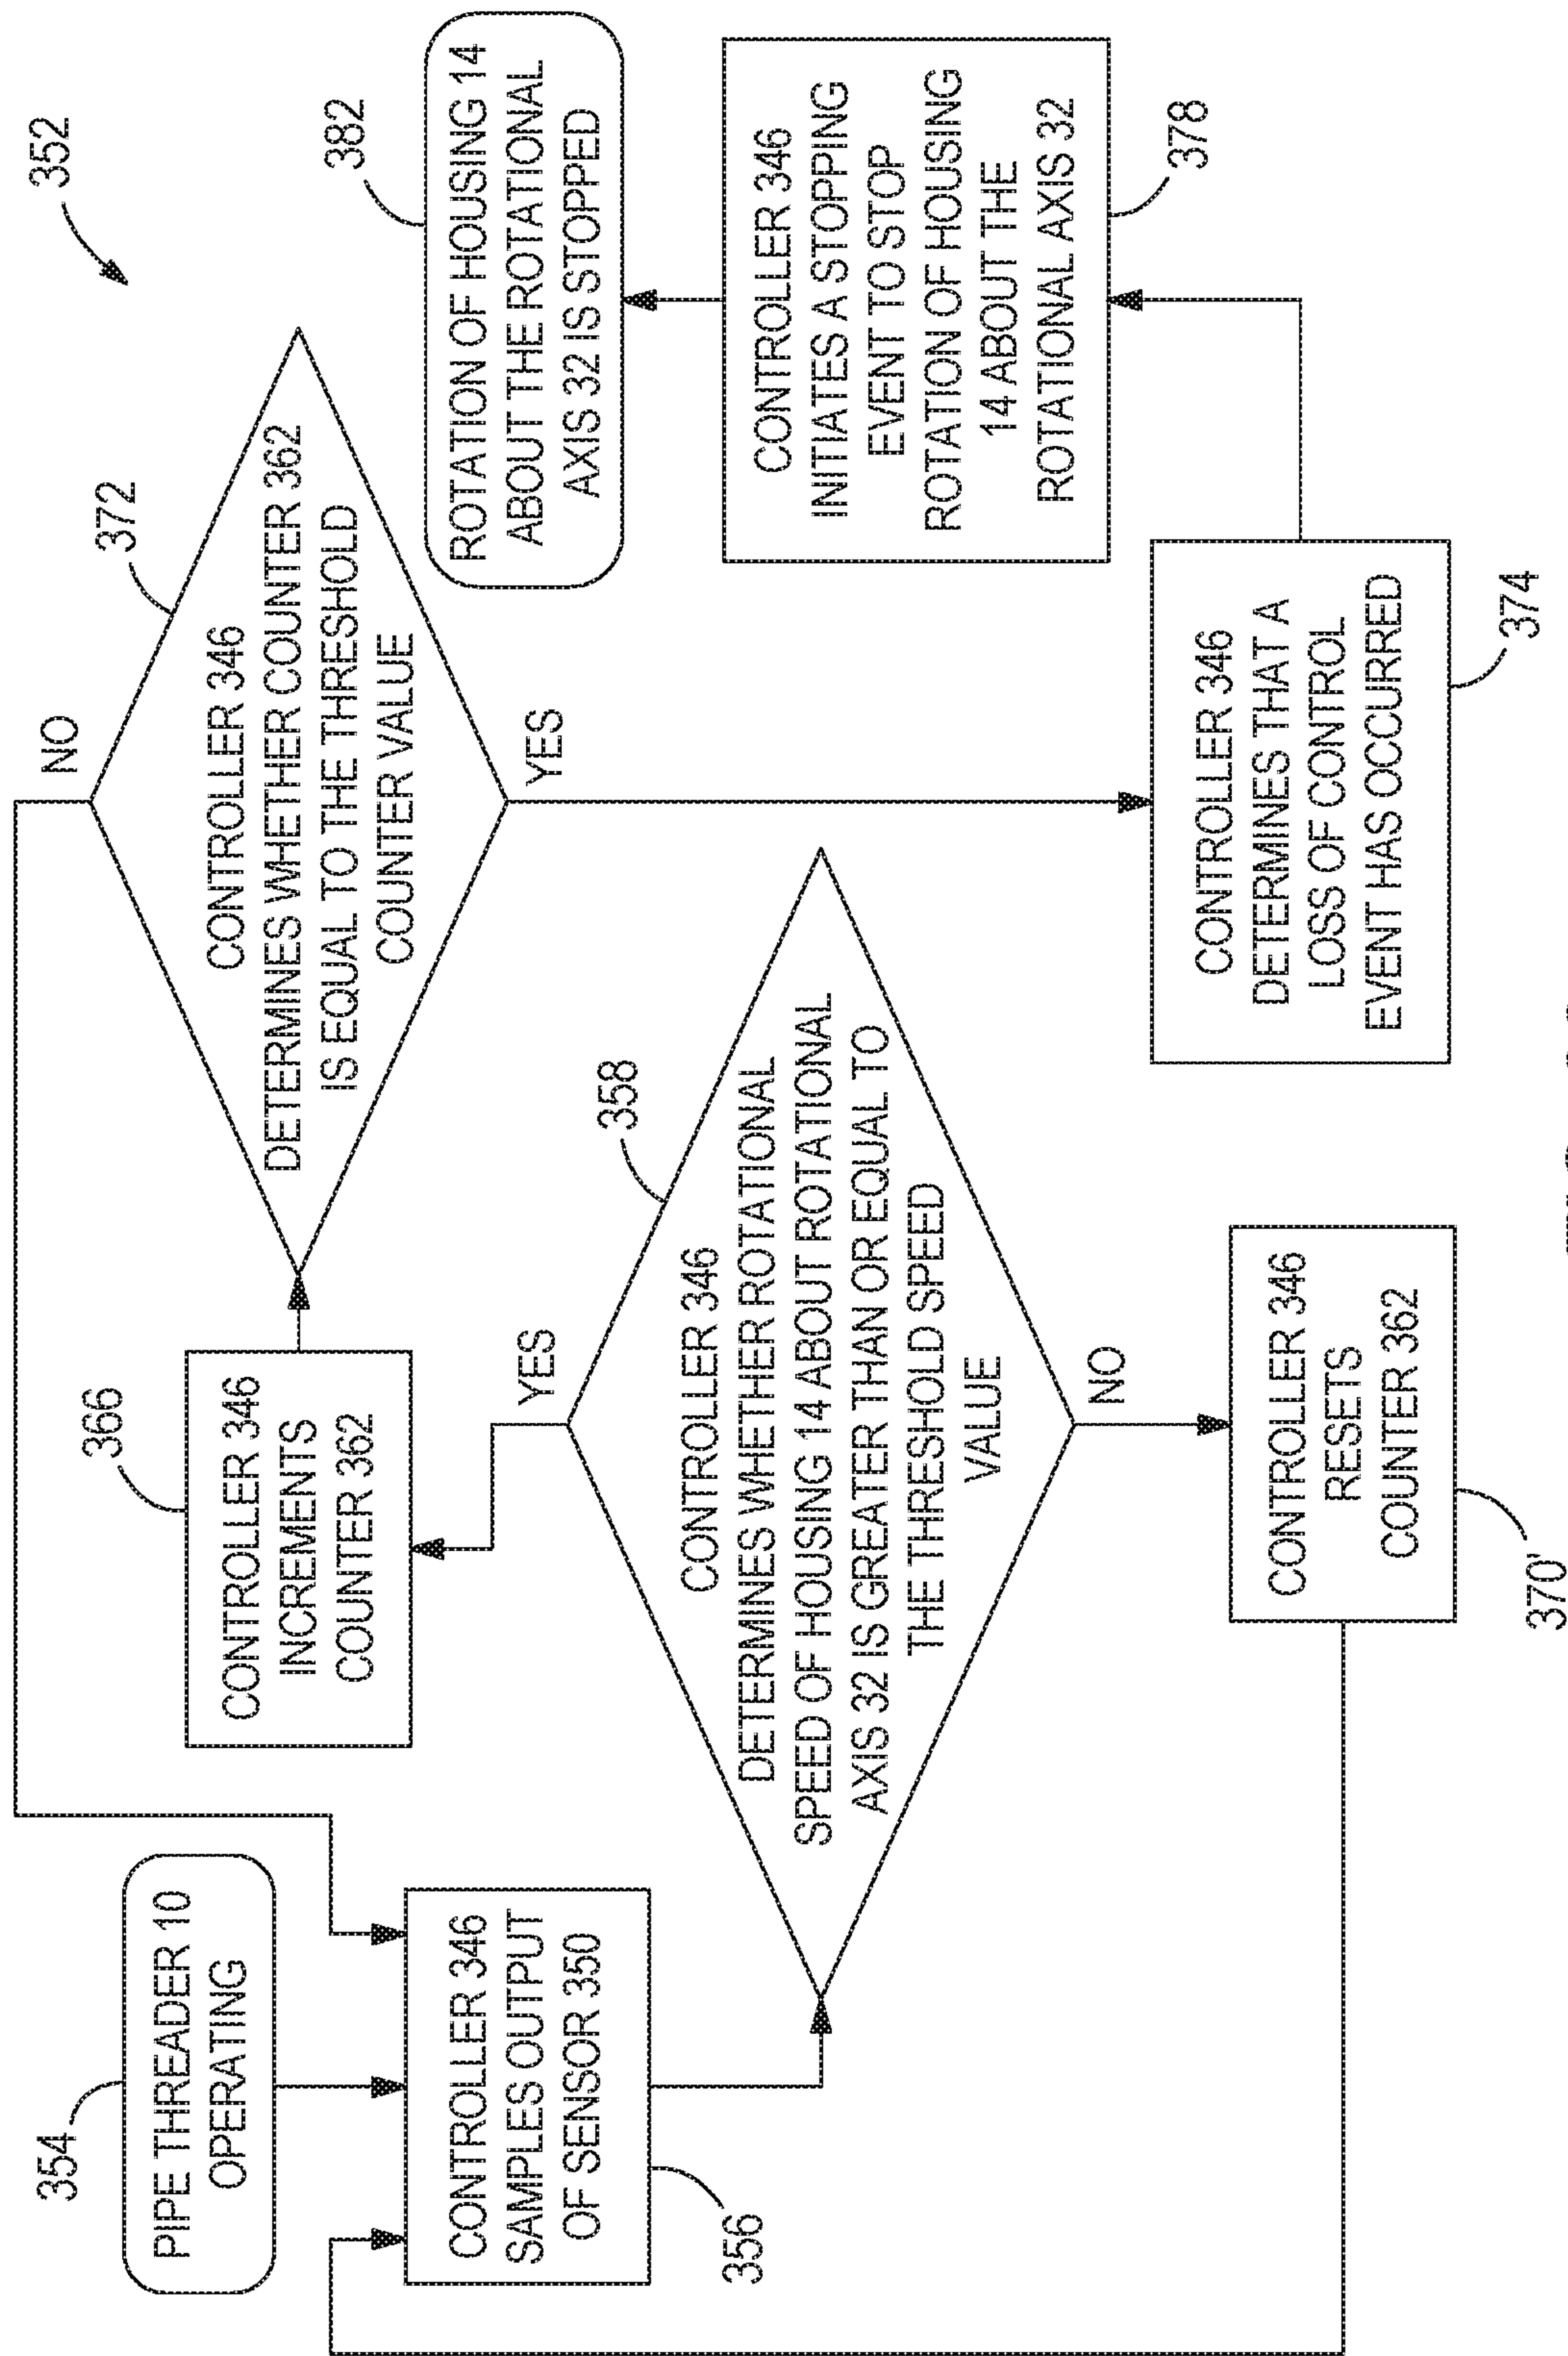 352
354
PIPE THREADER 10
OPERATING
CONTROLLER 346
SAMPLES OUTPUT
OF SENSOR 350
356
366
CONTROLLER 346
INCREMENTS
COUNTER 362
372
CONTROLLER 346
DETERMINES WHETHER COUNTER 362
IS EQUAL TO THE THRESHOLD
COUNTER VALUE
NO
YES
358
CONTROLLER 346
DETERMINES WHETHER ROTATIONAL
SPEED OF HOUSING 14 ABOUT ROTATIONAL
AXIS 32 IS GREATER THAN OR EQUAL TO
THE THRESHOLD SPEED
VALUE
YES
NO
CONTROLLER 346
RESETS
COUNTER 362
370'
CONTROLLER 346
DETERMINES THAT A
LOSS OF CONTROL
EVENT HAS OCCURRED
374
CONTROLLER 346
INITIATES A STOPPING
EVENT TO STOP
ROTATION OF HOUSING
14 ABOUT THE
ROTATIONAL AXIS 32
378
382
ROTATION OF HOUSING 14
ABOUT THE ROTATIONAL
AXIS 32 IS STOPPED